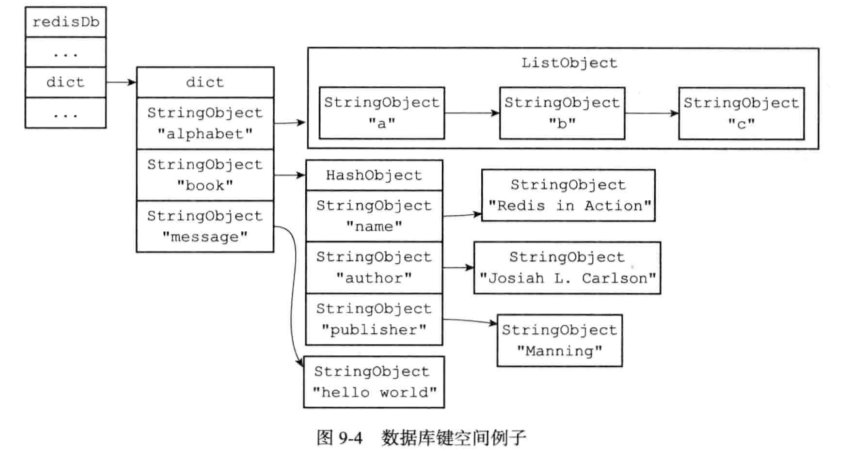 redisDb
...
dict
...
dict
StringObject
"alphabet"
StringObject
"book"
StringObject
"message"
ListObject
StringObject
"a"
StringObject
"b"
StringObject
"c"
HashObject
StringObject
"name"
StringObject
"author"
StringObject
"publisher"
StringObject
"Redis in Action"
StringObject
"Josiah L. Carlson"
StringObject
"Manning"
StringObject
"hello world"
图 9-4 数据库键空间例子